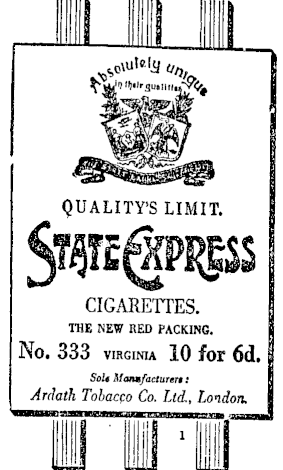 Absolutely unique
in their qualities
QUALITY'S LIMIT.
STATE EXPRESS
CIGARETTES.
THE NEW RED PACKING.
No. 333 VIRGINIA 10 for 6d.
Sole Manufacturers:
Ardath Tobacco Co. Ltd., London.
1